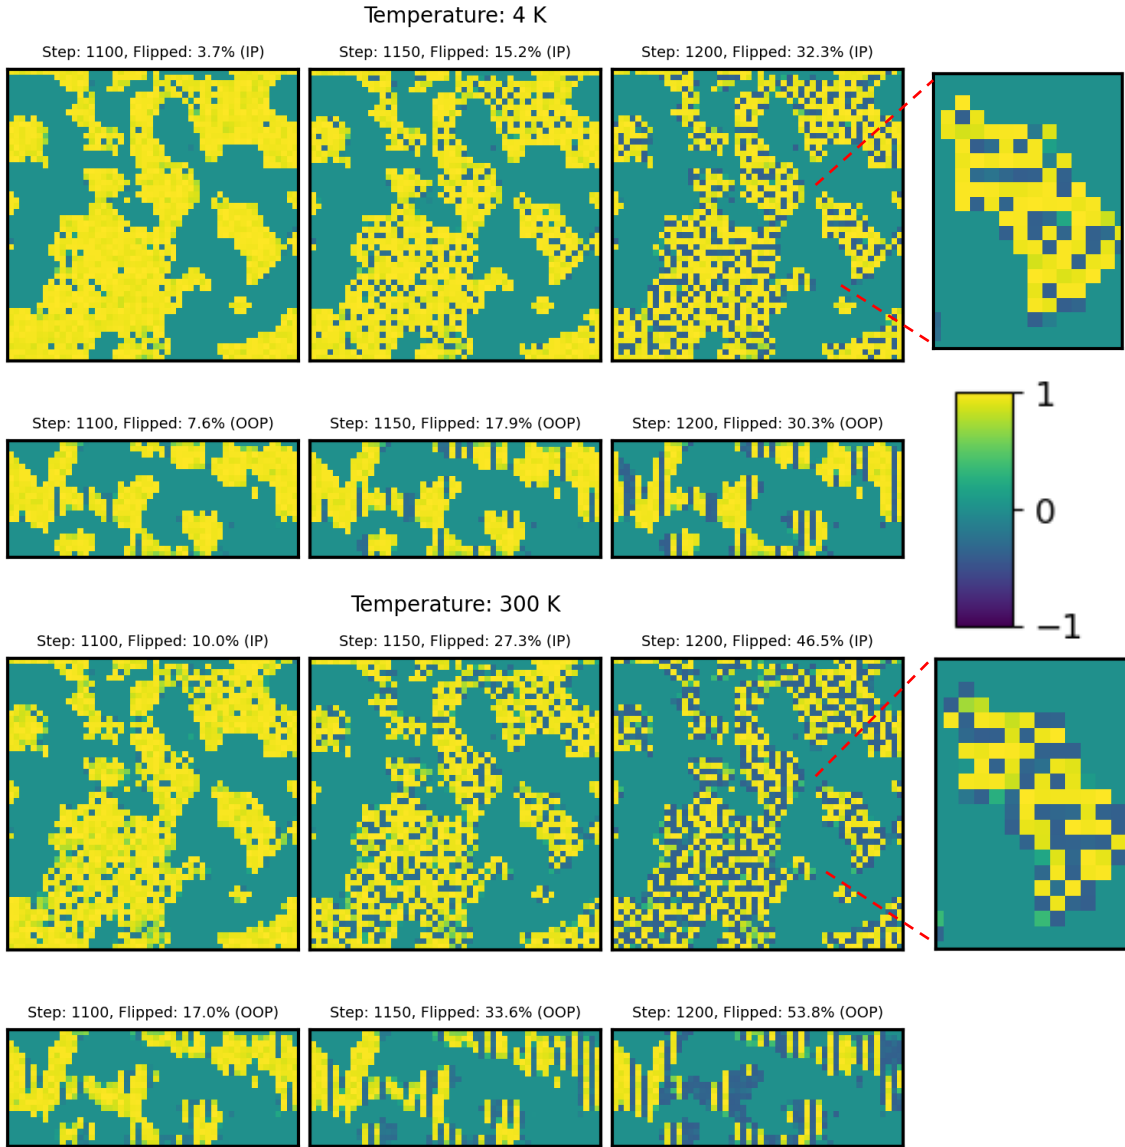 Temperature: 4 K
Step: 1100, Flipped: 3.7% (IP)
Step: 1150, Flipped: 15.2% (IP)
Step: 1200, Flipped: 32.3% (IP)
Step: 1100, Flipped: 7.6% (OOP)
Step: 1150, Flipped: 17.9% (OOP)
Step: 1200, Flipped: 30.3% (OOP)
1
0
−1
Temperature: 300 K
Step: 1100, Flipped: 10.0% (IP)
Step: 1150, Flipped: 27.3% (IP)
Step: 1200, Flipped: 46.5% (IP)
Step: 1100, Flipped: 17.0% (OOP)
Step: 1150, Flipped: 33.6% (OOP)
Step: 1200, Flipped: 53.8% (OOP)